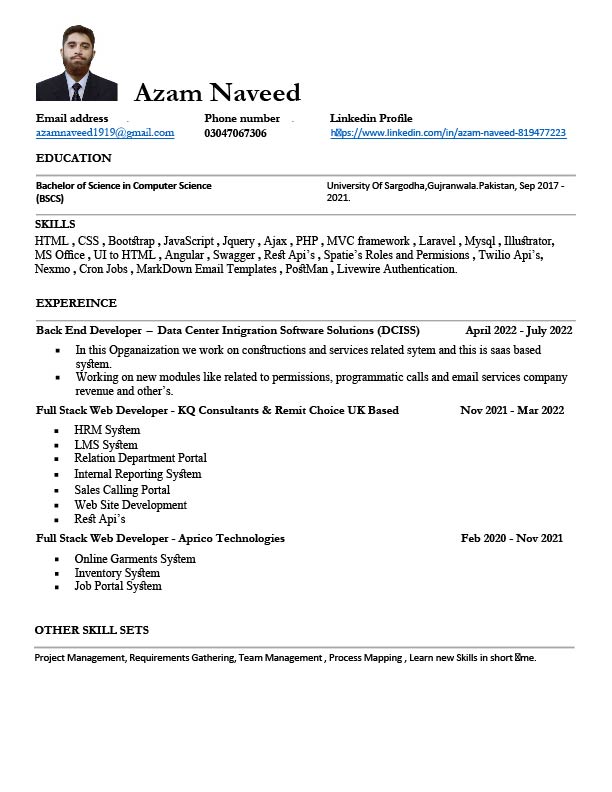 Azam Naveed
Email address . Phone number . Linkedin Profile
azamnaveed1919@gmail.com 03047067306 h⍰ps://www.linkedin.com/in/azam-naveed-819477223
EDUCATION
Bachelor of Science in Computer Science University Of Sargodha,Gujranwala.Pakistan, Sep 2017 -
(BSCS) 2021.
SKILLS
HTML , CSS , Bootstrap , JavaScript , Jquery , Ajax , PHP , MVC framework , Laravel , Mysql , Illustrator,
MS Office , UI to HTML , Angular , Swagger , Rest Api’s , Spatie’s Roles and Permisions , Twilio Api’s,
Nexmo , Cron Jobs , MarkDown Email Templates , PostMan , Livewire Authentication.
EXPEREINCE
Back End Developer – Data Center Intigration Software Solutions (DCISS) April 2022 - July 2022
▪ In this Opganaization we work on constructions and services related sytem and this is saas based
system.
▪ Working on new modules like related to permissions, programmatic calls and email services company
revenue and other’s.
Full Stack Web Developer - KQ Consultants & Remit Choice UK Based Nov 2021 - Mar 2022
▪ HRM System
▪ LMS System
▪ Relation Department Portal
▪ Internal Reporting System
▪ Sales Calling Portal
▪ Web Site Development
▪ Rest Api’s
Full Stack Web Developer - Aprico Technologies Feb 2020 - Nov 2021
▪ Online Garments System
▪ Inventory System
▪ Job Portal System
OTHER SKILL SETS
Project Management, Requirements Gathering, Team Management , Process Mapping , Learn new Skills in short ⍰me.